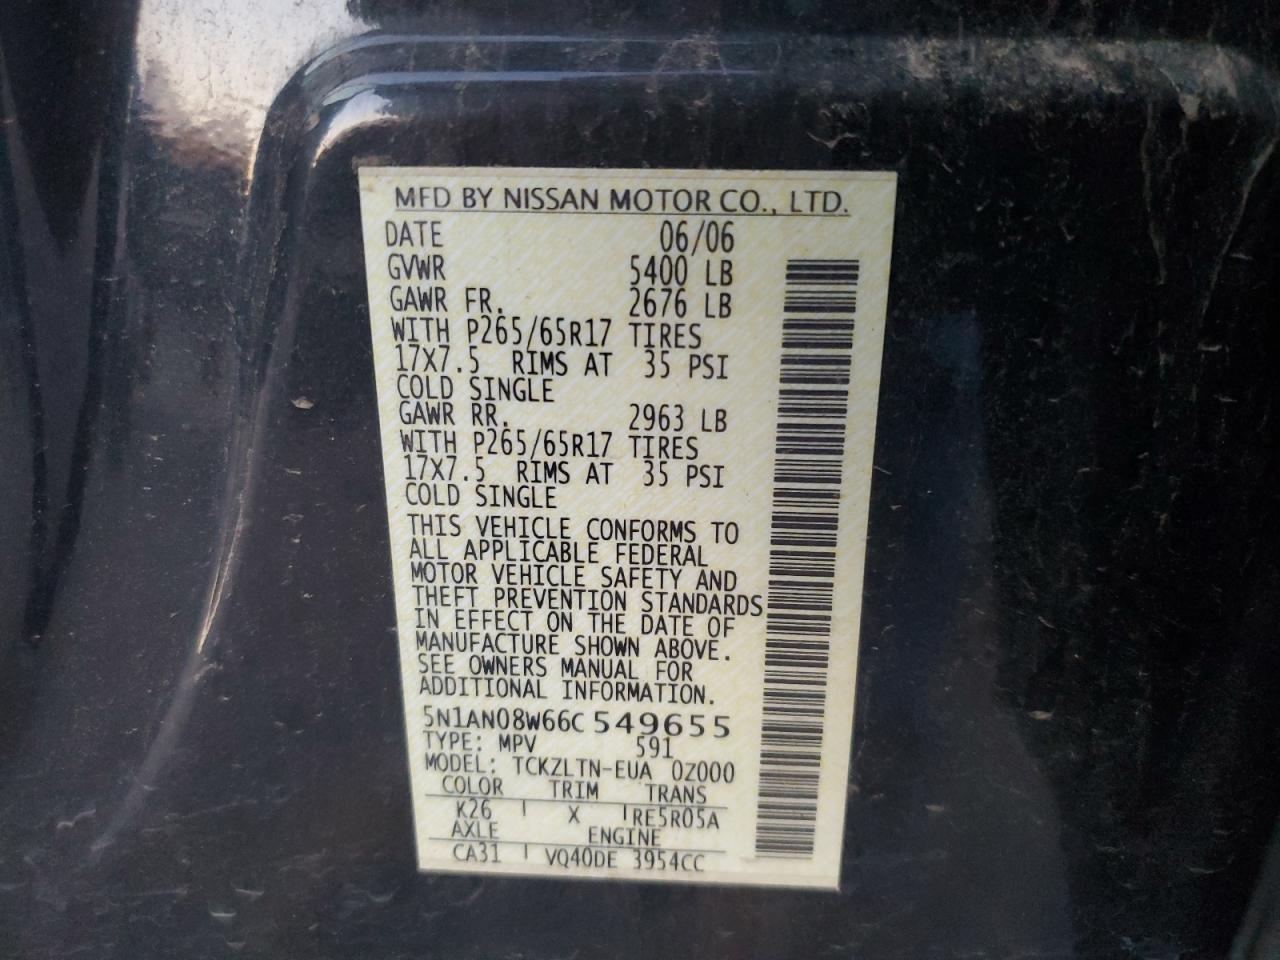 MFD BY NISSAN MOTOR CO., LTD.
DATE 06/06
GVWR 5400 LB
GAWR FR. 2676 LB
WITH P265/65R17 TIRES
17X7.5 RIMS AT 35 PSI
COLD SINGLE
GAWR RR. 2963 LB
WITH P265/65R17 TIRES
17X7.5 RIMS AT 35 PSI
COLD SINGLE
THIS VEHICLE CONFORMS TO
ALL APPLICABLE FEDERAL
MOTOR VEHICLE SAFETY AND
THEFT PREVENTION STANDARDS
IN EFFECT ON THE DATE OF
MANUFACTURE SHOWN ABOVE.
SEE OWNERS MANUAL FOR
ADDITIONAL INFORMATION.
5N1AN08W66C549655
TYPE: MPV 591
MODEL: TCKZLTN-EUA 0Z000
COLOR TRIM TRANS
K26 X RE5R05A
AXLE ENGINE
CA31 VQ40DE 3954CC